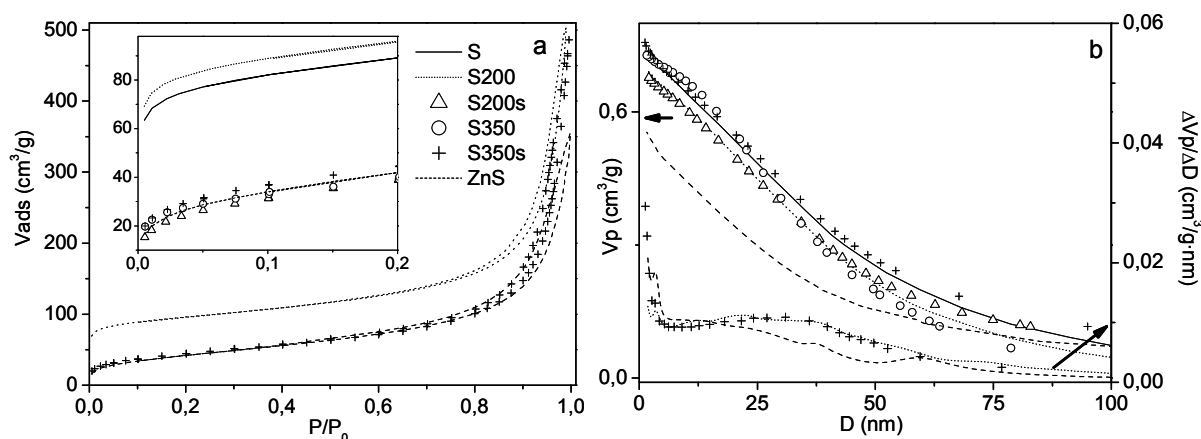 a
500
400
300
200
100
0
Vads (cm³/g)
0,0 0,2 0,4 0,6 0,8 1,0
P/P₀
80
60
40
20
0,0 0,1 0,2
S
S200
S200s
S350
S350s
ZnS
b
0,6
0,0
Vp (cm³/g)
0 25 50 75 100
D (nm)
0,06
0,04
0,02
0,00
ΔVp/ΔD (cm³/g·nm)